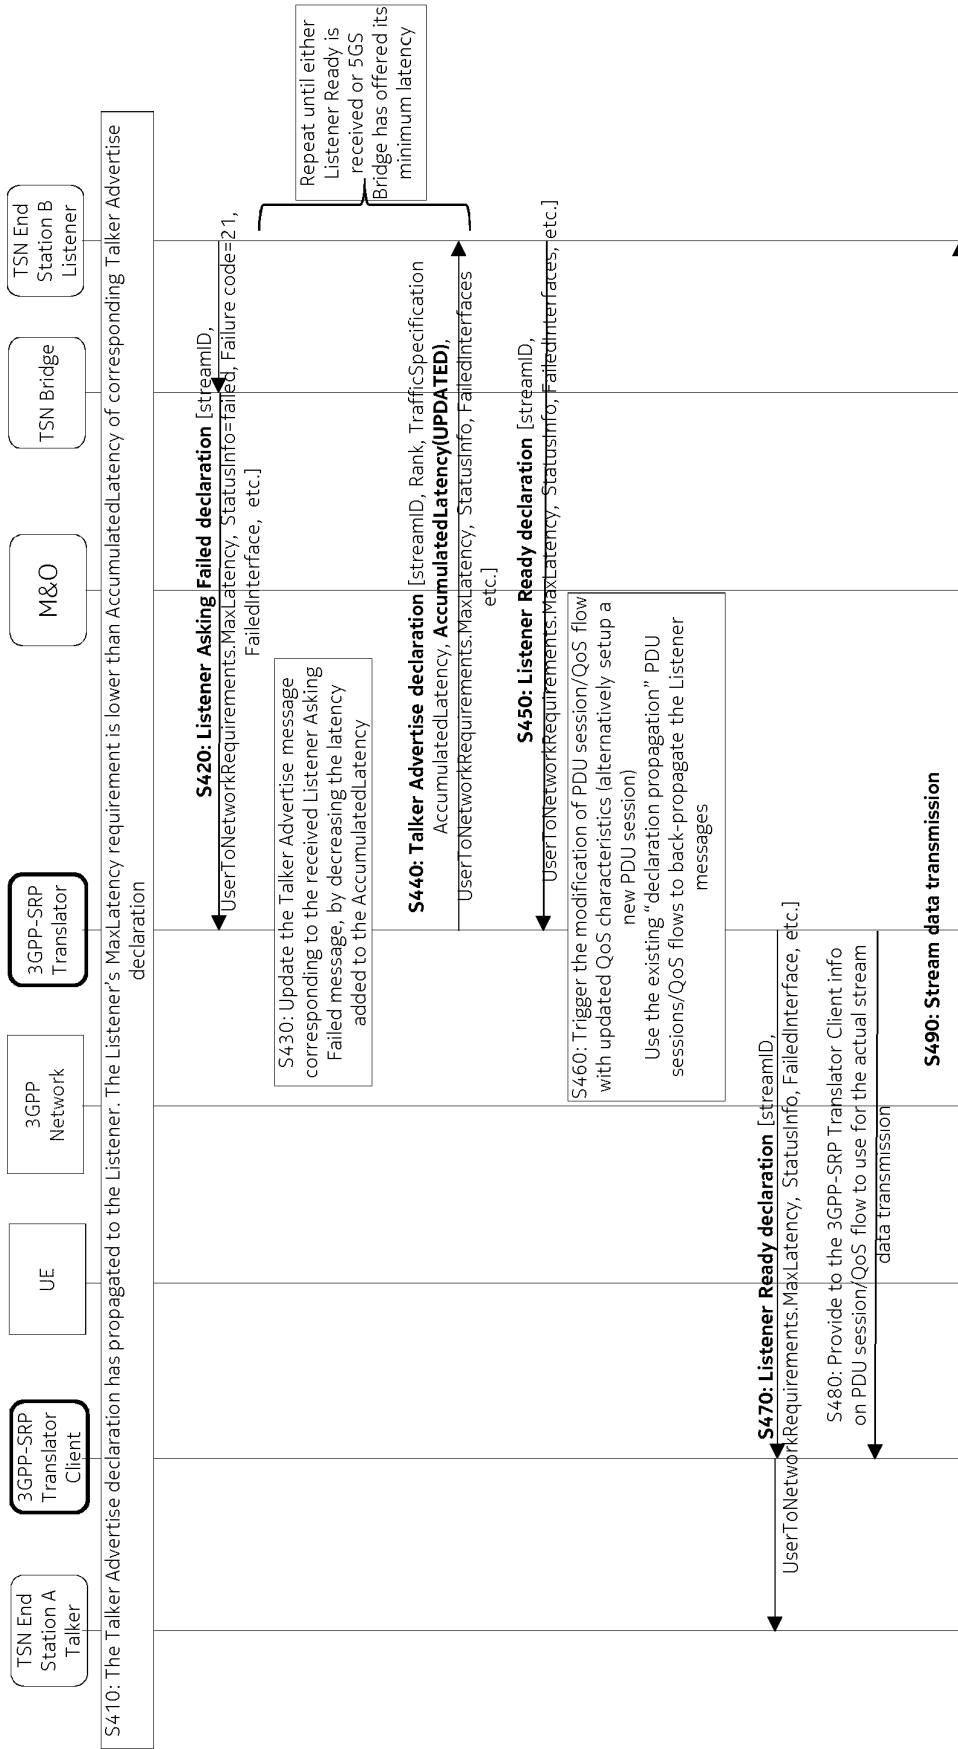 TSN End
Station A
Talker
3GPP-SRP
Translator
Client
UE
3GPP
Network
3GPP-SRP
Translator
M&O
TSN Bridge
TSN End
Station B
Listener
S410: The Talker Advertise declaration has propagated to the Listener. The Listener's MaxLatency requirement is lower than AccumulatedLatency of corresponding Talker Advertise
declaration
S420: Listener Asking Failed declaration [streamID,
UserToNetworkRequirements.MaxLatency, StatusInfo=failed, Failure code=21,
FailedInterface, etc.]
Repeat until either
Listener Ready is
received or 5GS
Bridge has offered its
minimum latency
S430: Update the Talker Advertise message
corresponding to the received Listener Asking
Failed message, by decreasing the latency
added to the AccumulatedLatency
S440: Talker Advertise declaration [streamID, Rank, TrafficSpecification
AccumulatedLatency, AccumulatedLatency(UPDATED),
UserToNetworkRequirements.MaxLatency, StatusInfo, FailedInterfaces
etc.]
S450: Listener Ready declaration [streamID,
UserToNetworkRequirements.MaxLatency, StatusInfo, FailedInterfaces, etc.]
S460: Trigger the modification of PDU session/QoS flow
with updated QoS characteristics (alternatively setup a
new PDU session)
Use the existing "declaration propagation" PDU
sessions/QoS flows to back-propagate the Listener
messages
S470: Listener Ready declaration [streamID,
UserToNetworkRequirements.MaxLatency, StatusInfo, FailedInterface, etc.]
S480: Provide to the 3GPP-SRP Translator Client info
on PDU session/QoS flow to use for the actual stream
data transmission
S490: Stream data transmission